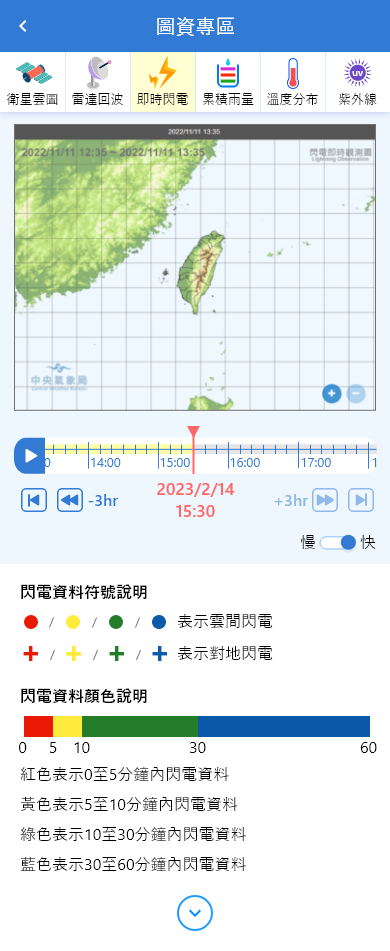 圖資專區
衛星雲圖 雷達回波 即時閃電 累積雨量 溫度分布 紫外線
UV
2022/11/11 13:35
2022/11/11 12:35 ~ 2022/11/11 13:35
閃電即時觀測圖
Lightning Observation
中央氣象局
Central Weather Bureau
0 14:00 15:00 16:00 17:00 1
-3hr 2023/2/14 +3hr
15:30
慢 快
閃電資料符號說明
/ / / 表示雲間閃電
/ / / 表示對地閃電
閃電資料顏色說明
0 5 10 30 60
紅色表示0至5分鐘內閃電資料
黃色表示5至10分鐘內閃電資料
綠色表示10至30分鐘內閃電資料
藍色表示30至60分鐘內閃電資料